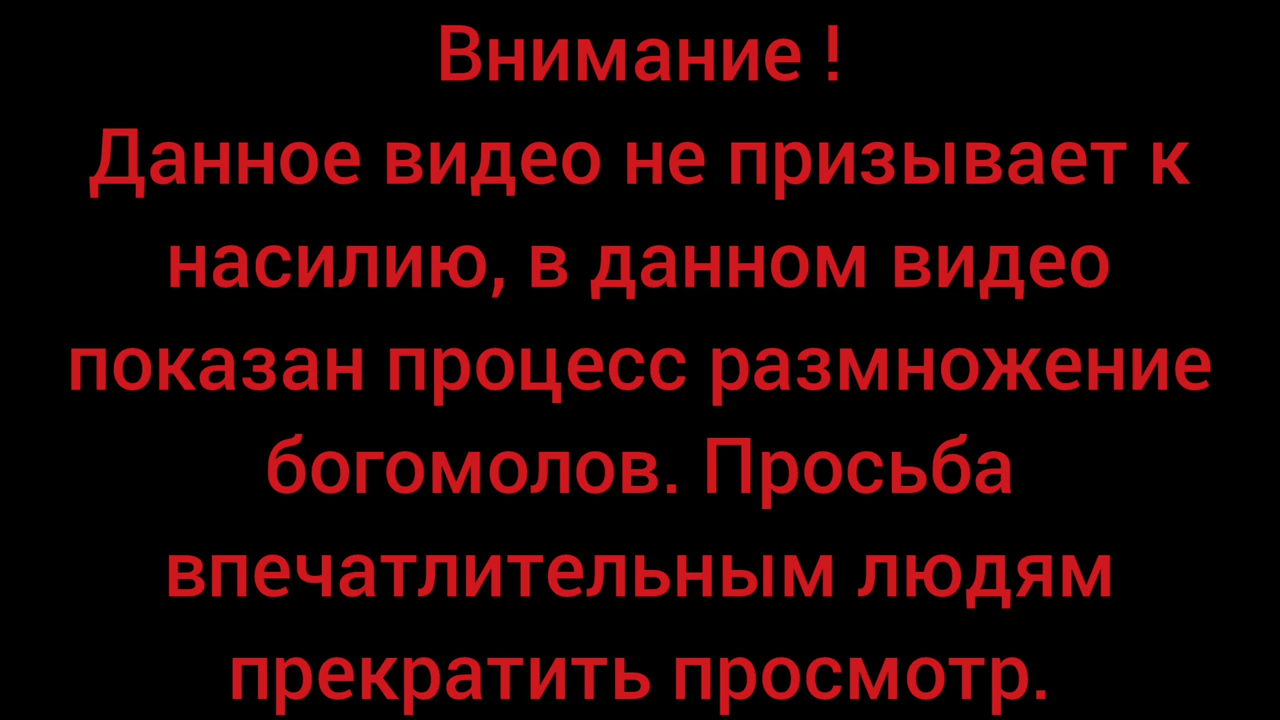 Внимание !
Данное видео не призывает к
насилию, в данном видео
показан процесс размножение
богомолов. Просьба
впечатлительным людям
прекратить просмотр.